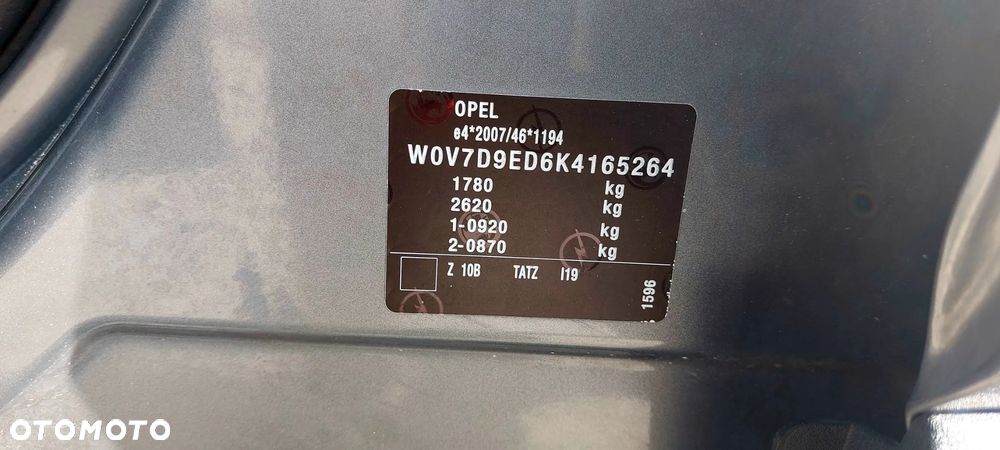 OPEL
e4*2007/46*1194
W0V7D9ED6K4165264
1780 kg
2620 kg
1-0920 kg
2-0870 kg
Z 10B TATZ I19
1596
OTOMOTO